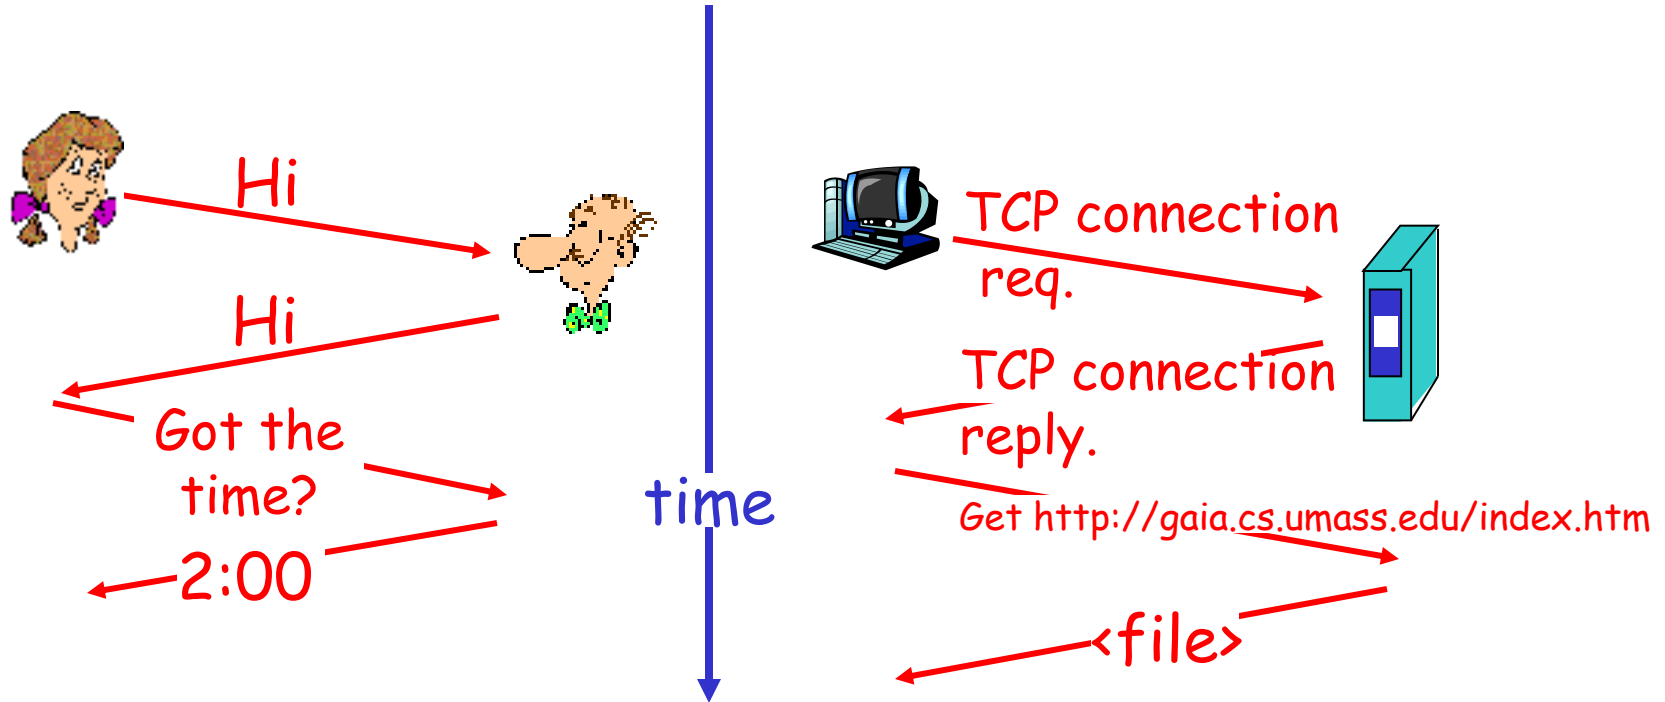 Hi
Hi
Got the
time?
2:00
time
TCP connection
req.
TCP connection
reply.
Get http://gaia.cs.umass.edu/index.htm
<file>